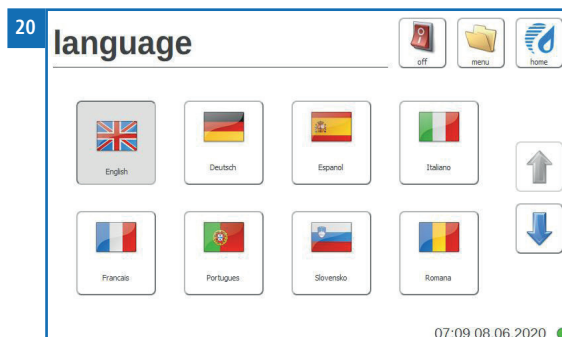 20
language
off menu home
English Deutsch Espanol Italiano
Francais Portugues Slovensko Romana
07:09 08.06.2020